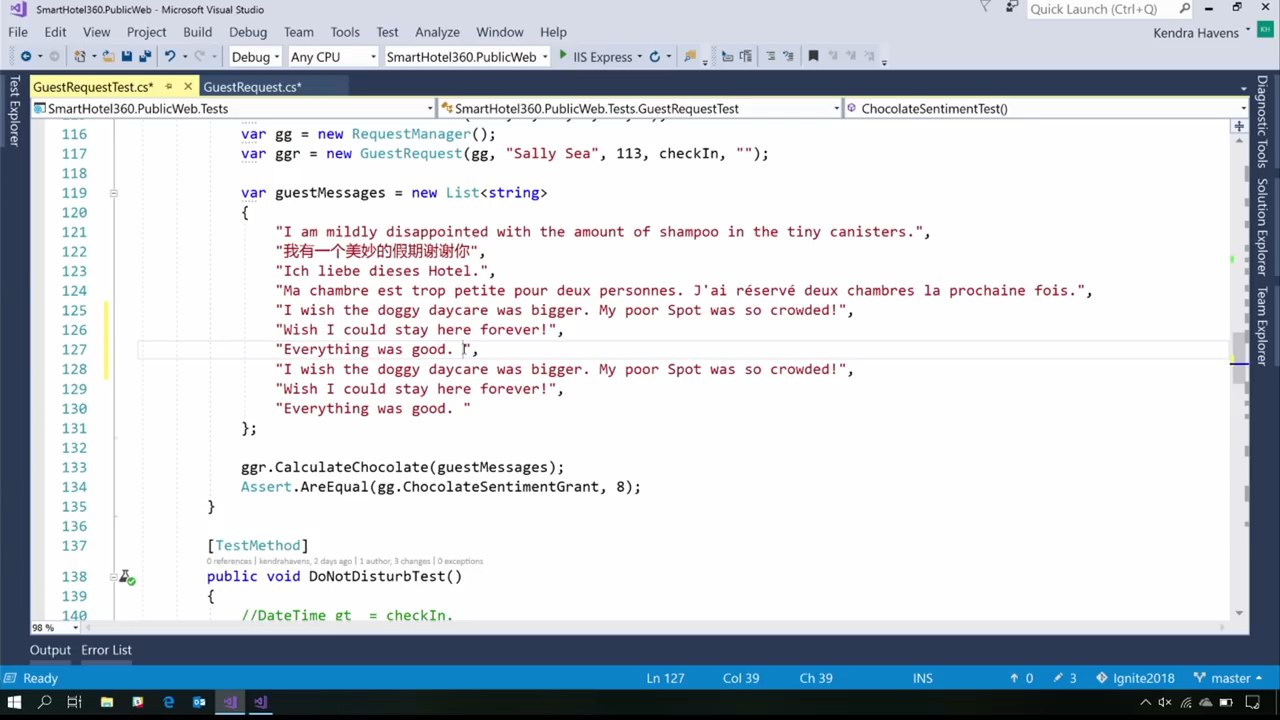 SmartHotel360.PublicWeb - Microsoft Visual Studio
Quick Launch (Ctrl+Q)
File Edit View Project Build Debug Team Tools Test Analyze Window Help
Kendra Havens KH
Debug Any CPU SmartHotel360.PublicWeb IIS Express
GuestRequestTest.cs* GuestRequest.cs*
SmartHotel360.PublicWeb.Tests SmartHotel360.PublicWeb.Tests.GuestRequestTest ChocolateSentimentTest()
Test Explorer
116 var gg = new RequestManager();
117 var ggr = new GuestRequest(gg, "Sally Sea", 113, checkIn, "");
118
119 var guestMessages = new List<string>
120 {
121 "I am mildly disappointed with the amount of shampoo in the tiny canisters.",
122 "我有一个美妙的假期谢谢你",
123 "Ich liebe dieses Hotel.",
124 "Ma chambre est trop petite pour deux personnes. J'ai réservé deux chambres la prochaine fois.",
125 "I wish the doggy daycare was bigger. My poor Spot was so crowded!",
126 "Wish I could stay here forever!",
127 "Everything was good. ",
128 "I wish the doggy daycare was bigger. My poor Spot was so crowded!",
129 "Wish I could stay here forever!",
130 "Everything was good. "
131 };
132
133 ggr.CalculateChocolate(guestMessages);
134 Assert.AreEqual(gg.ChocolateSentimentGrant, 8);
135 }
136
137 [TestMethod]
0 references | kendrahavens, 2 days ago | 1 author, 3 changes | 0 exceptions
138 public void DoNotDisturbTest()
139 {
140 //DateTime gt = checkIn.
Diagnostic Tools
Solution Explorer
Team Explorer
98 %
Output Error List
Ready Ln 127 Col 39 Ch 39 INS 0 3 Ignite2018 master